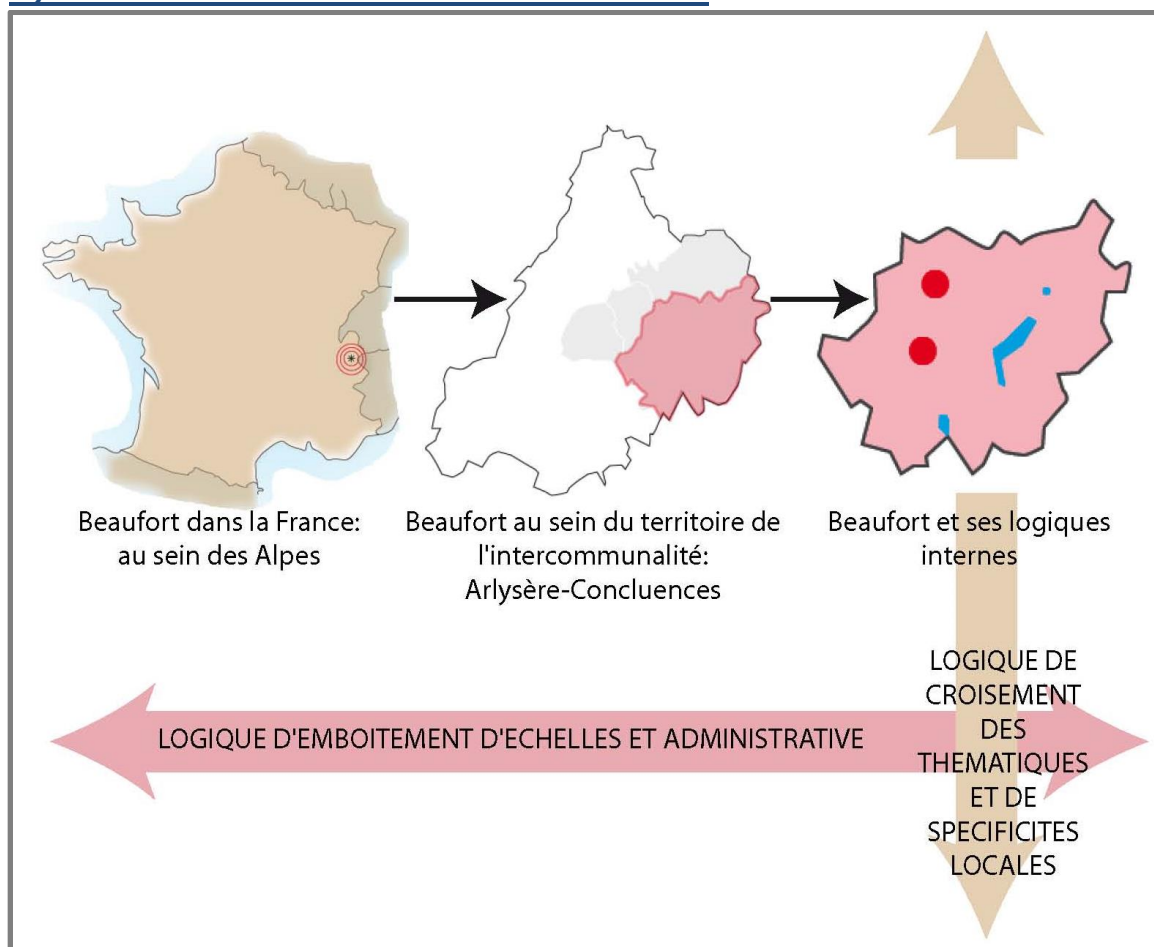 Beaufort dans la France:
au sein des Alpes
Beaufort au sein du territoire de
l'intercommunalité:
Arlysère-Concluences
Beaufort et ses logiques
internes
LOGIQUE D'EMBOITEMENT D'ECHELLES ET ADMINISTRATIVE
LOGIQUE DE
CROISEMENT
DES
THEMATIQUES
ET DE
SPECIFICITES
LOCALES